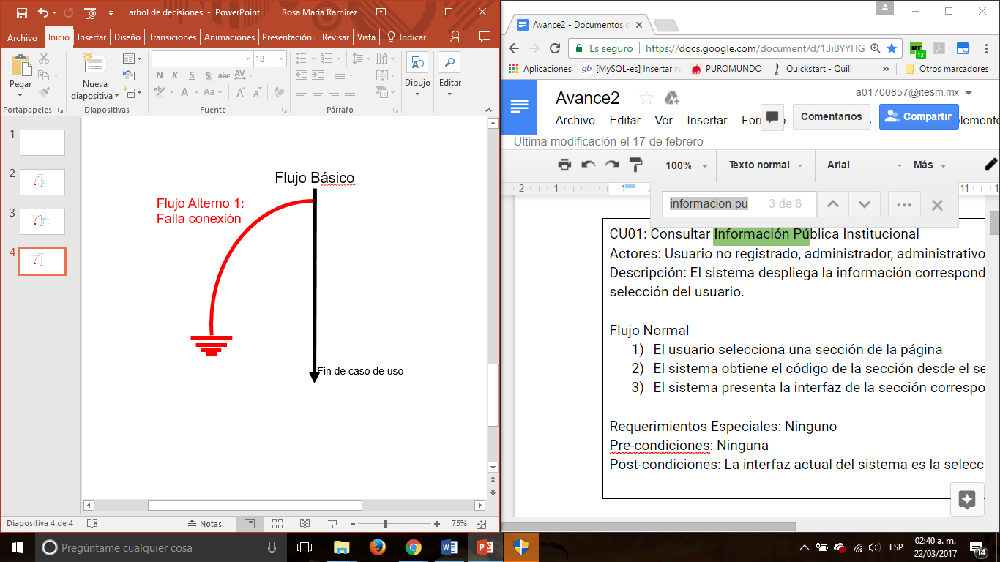 arbol de decisiones - PowerPoint
Rosa Maria Ramirez
Archivo Inicio Insertar Diseño Transiciones Animaciones Presentación Revisar Vista Indicar
Pegar
Nueva
diapositiva
18
N K S abc AV
A Aa A A
Dibujo
Editar
Portapapeles Diapositivas Fuente Párrafo
1
2
3
4
Flujo Básico
Flujo Alterno 1:
Falla conexión
Fin de caso de uso
Diapositiva 4 de 4
Notas
75%
Avance2 - Documentos d
Es seguro https://docs.google.com/document/d/13iBYYHG
13
Aplicaciones
gb [MySQL-es] Insertar re
PUROMUNDO
Quickstart - Quill
»
Otros marcadores
Avance2
a01700857@itesm.mx
Archivo Editar Ver Insertar
Comentarios
Compartir
Última modificación el 17 de febrero
100% Texto normal Arial Más
2 1 1 11 1
informacion pu 3 de 6
CU01: Consultar Información Pública Institucional
Actores: Usuario no registrado, administrador, administrativo
Descripción: El sistema despliega la información correspond
selección del usuario.
Flujo Normal
1) El usuario selecciona una sección de la página
2) El sistema obtiene el código de la sección desde el se
3) El sistema presenta la interfaz de la sección correspo
Requerimientos Especiales: Ninguno
Pre-condiciones: Ninguna
Post-condiciones: La interfaz actual del sistema es la selecc
Pregúntame cualquier cosa
ESP
02:40 a. m.
22/03/2017
14